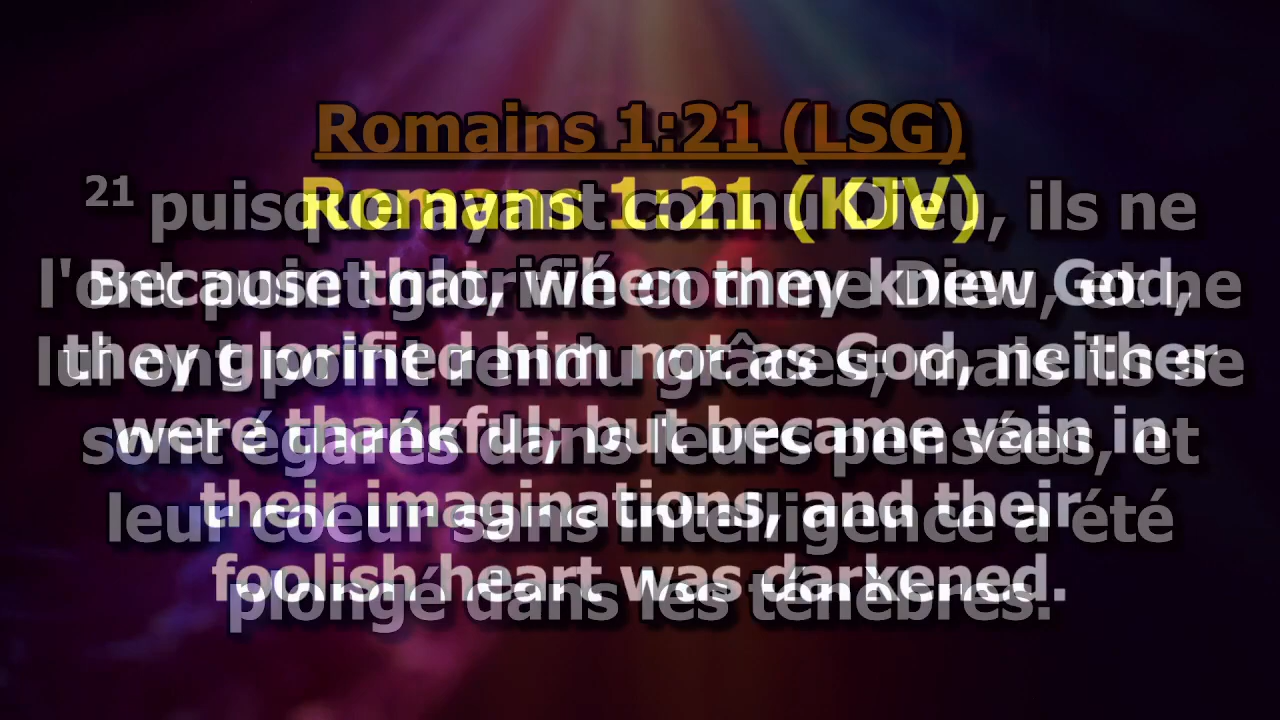 Romains 1:21 (LSG)
21 puisque ayant connu Dieu, ils ne
l'ont point glorifié comme Dieu, et ne
lui ont point rendu grâces; mais ils se
sont égarés dans leurs pensées, et
leur coeur sans intelligence a été
plongé dans les ténèbres.
Romans 1:21 (KJV)
Because that, when they knew God,
they glorified him not as God, neither
were thankful; but became vain in
their imaginations, and their
foolish heart was darkened.